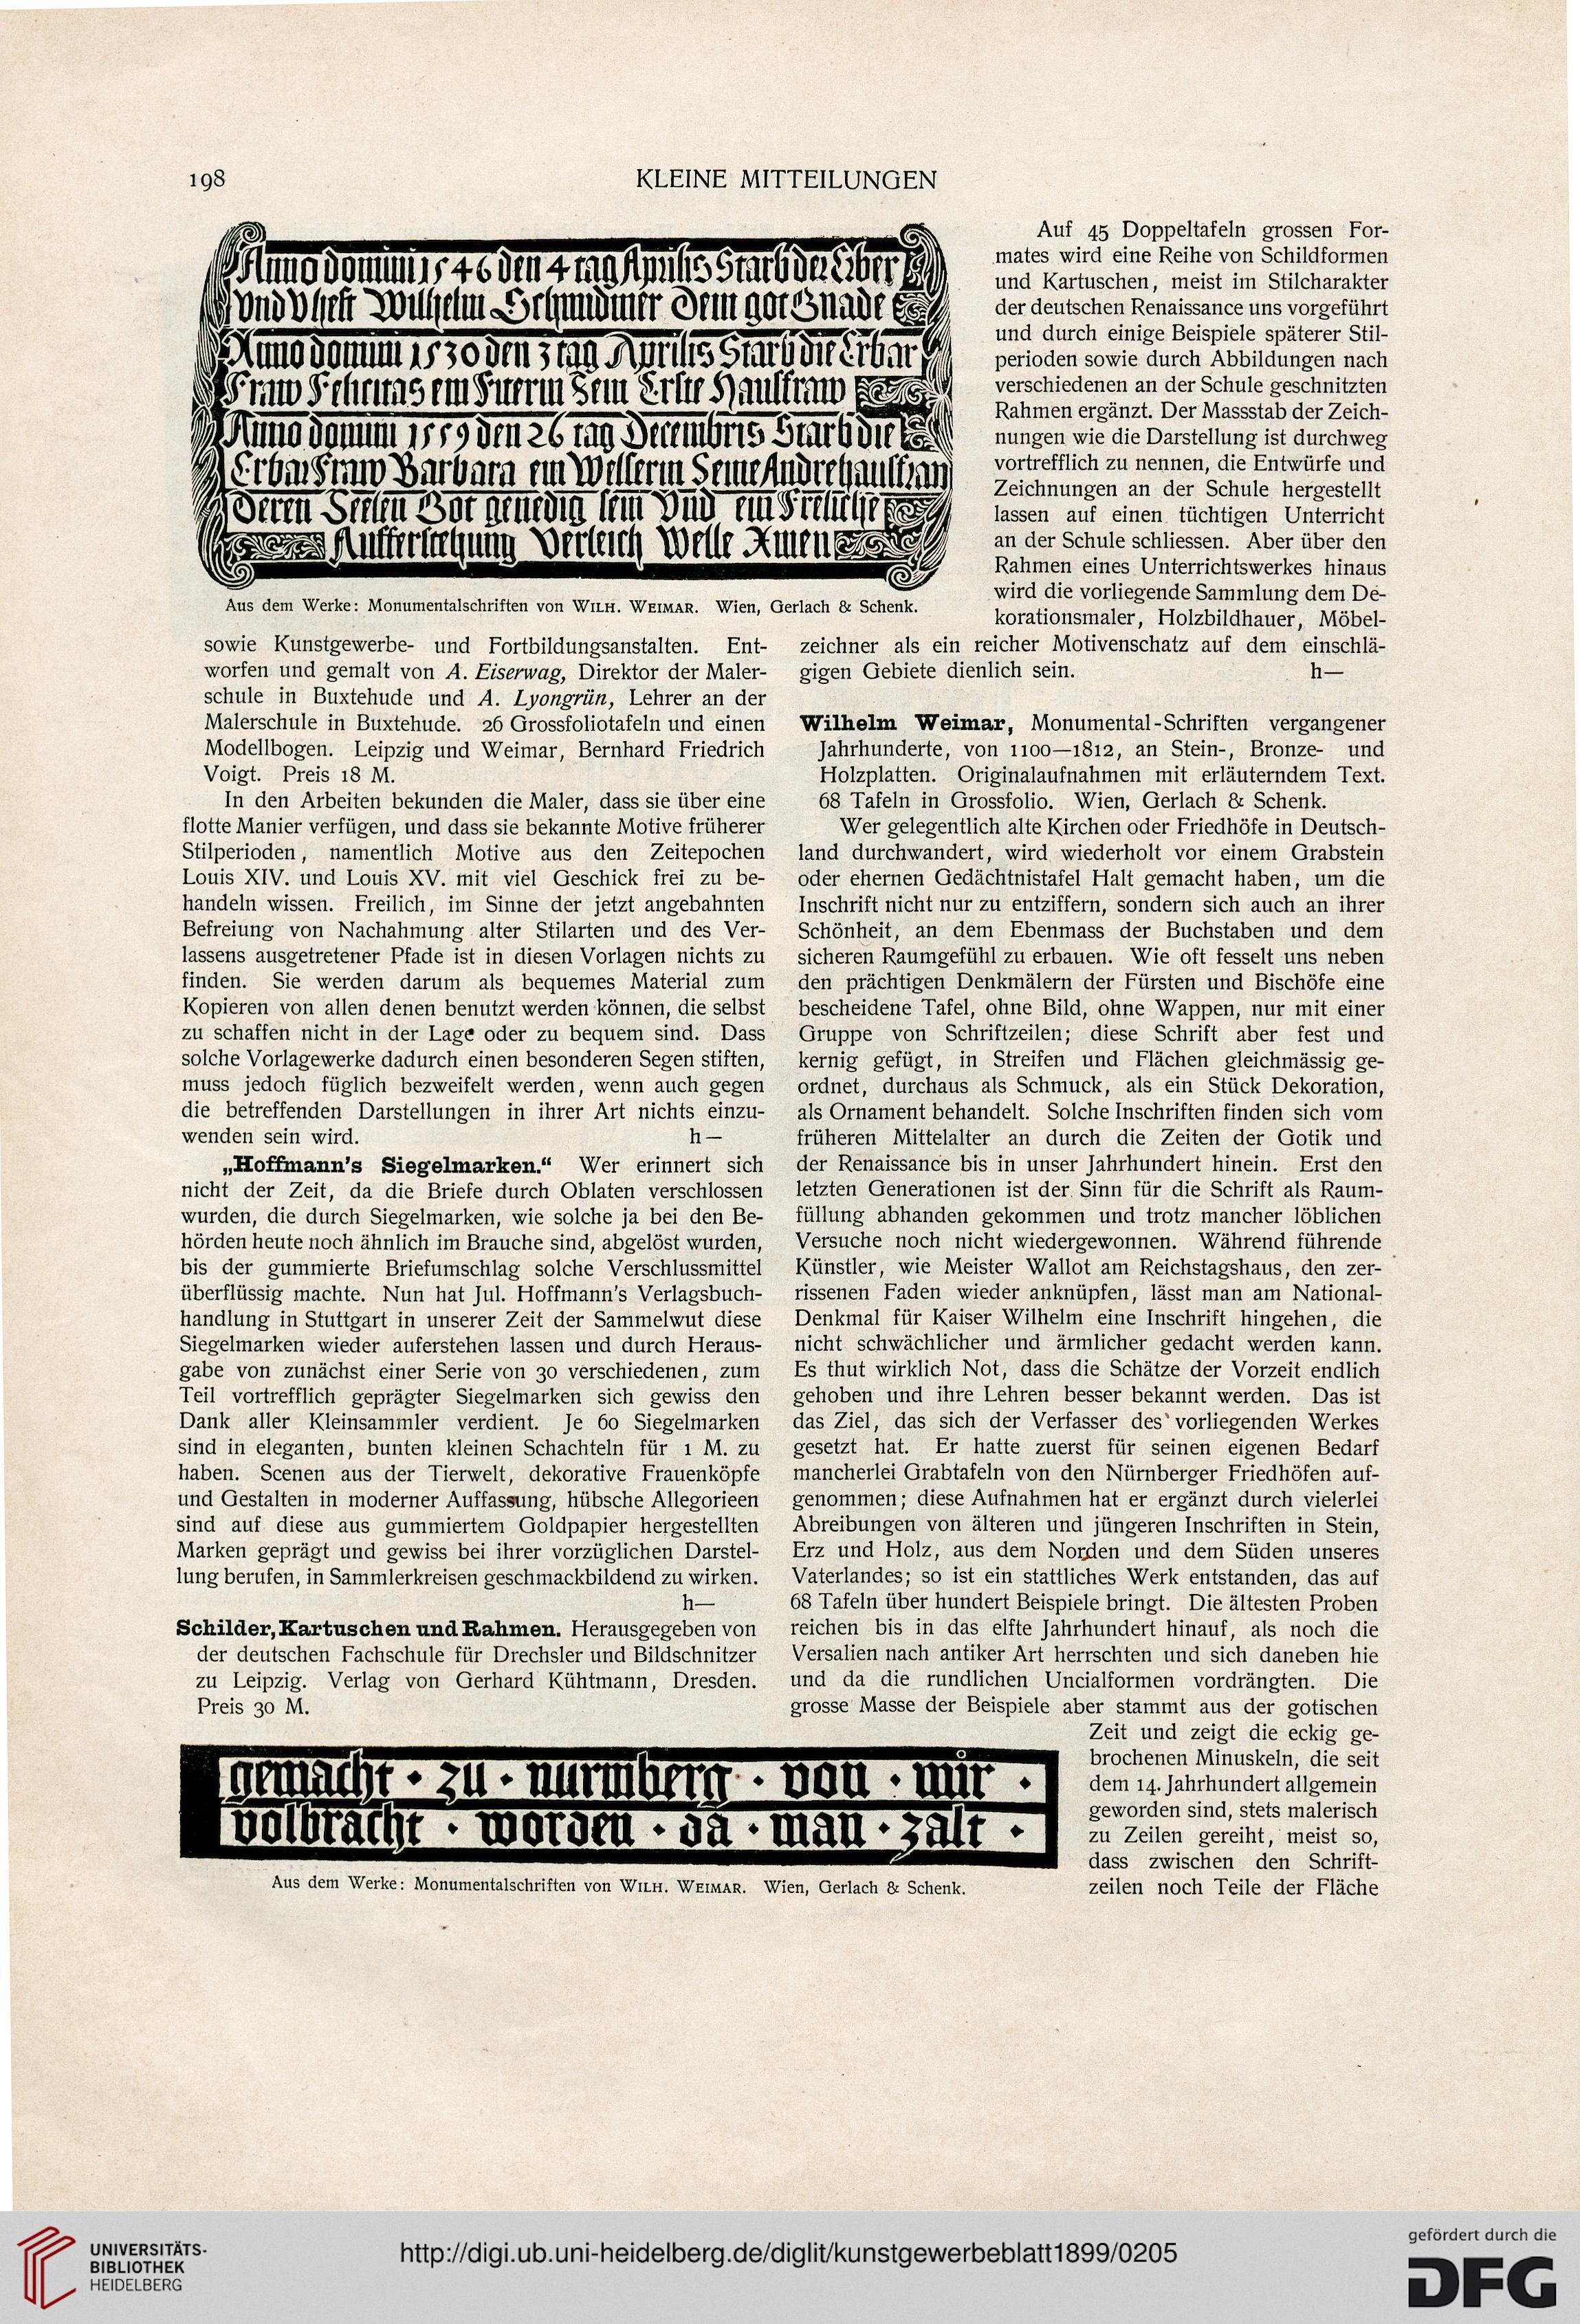 198
KLEINE MITTEILUNGEN
Anno domini 1546 den 4 tag Aprilis Starb der Erber
Vnd Vhest Wilhelm Schmidmer Dem got Gnade
Anno domini 1530 den 3 tag Aprilis Starb die Erbar
Fraw Felicitas ein Futerin Sein Erste Hausfraw
Anno domini 1559 den 26 tag Decembris Starb die
Erbar Fraw Barbara ein Welserin Seine Andre
Deren Seelen Got genedig sein Vnd ein Freliche
Aufferstehung Verleich Welle Amen
Aus dem Werke: Monumentalschriften von WILH. WEIMAR. Wien, Gerlach & Schenk.
sowie Kunstgewerbe- und Fortbildungsanstalten. Ent-
worfen und gemalt von A. Eiserwag, Direktor der Maler-
schule in Buxtehude und A. Lyongrün, Lehrer an der
Malerschule in Buxtehude. 26 Grossfoliotafeln und einen
Modellbogen. Leipzig und Weimar, Bernhard Friedrich
Voigt. Preis 18 M.
In den Arbeiten bekunden die Maler, dass sie über eine
flotte Manier verfügen, und dass sie bekannte Motive früherer
Stilperioden, namentlich Motive aus den Zeitepochen
Louis XIV. und Louis XV. mit viel Geschick frei zu be-
handeln wissen. Freilich, im Sinne der jetzt angebahnten
Befreiung von Nachahmung alter Stilarten und des Ver-
lassens ausgetretener Pfade ist in diesen Vorlagen nichts zu
finden. Sie werden darum als bequemes Material zum
Kopieren von allen denen benutzt werden können, die selbst
zu schaffen nicht in der Lage oder zu bequem sind. Dass
solche Vorlagewerke dadurch einen besonderen Segen stiften,
muss jedoch füglich bezweifelt werden, wenn auch gegen
die betreffenden Darstellungen in ihrer Art nichts einzu-
wenden sein wird. h—
„Hoffmann's Siegelmarken.“ Wer erinnert sich
nicht der Zeit, da die Briefe durch Oblaten verschlossen
wurden, die durch Siegelmarken, wie solche ja bei den Be-
hörden heute noch ähnlich im Brauche sind, abgelöst wurden,
bis der gummierte Briefumschlag solche Verschlussmittel
überflüssig machte. Nun hat Jul. Hoffmann's Verlagsbuch-
handlung in Stuttgart in unserer Zeit der Sammelwut diese
Siegelmarken wieder auferstehen lassen und durch Heraus-
gabe von zunächst einer Serie von 30 verschiedenen, zum
Teil vortrefflich geprägter Siegelmarken sich gewiss den
Dank aller Kleinsammler verdient. Je 60 Siegelmarken
sind in eleganten, bunten kleinen Schachteln für 1 M. zu
haben. Scenen aus der Tierwelt, dekorative Frauenköpfe
und Gestalten in moderner Auffassung, hübsche Allegorieen
sind auf diese aus gummiertem Goldpapier hergestellten
Marken geprägt und gewiss bei ihrer vorzüglichen Darstel-
lung berufen, in Sammlerkreisen geschmackbildend zu wirken.
h—
Schilder, Kartuschen und Rahmen. Herausgegeben von
der deutschen Fachschule für Drechsler und Bildschnitzer
zu Leipzig. Verlag von Gerhard Kühtmann, Dresden.
Preis 30 M.
Auf 45 Doppeltafeln grossen For-
mates wird eine Reihe von Schildformen
und Kartuschen, meist im Stilcharakter
der deutschen Renaissance uns vorgeführt
und durch einige Beispiele späterer Stil-
perioden sowie durch Abbildungen nach
verschiedenen an der Schule geschnitzten
Rahmen ergänzt. Der Massstab der Zeich-
nungen wie die Darstellung ist durchweg
vortrefflich zu nennen, die Entwürfe und
Zeichnungen an der Schule hergestellt
lassen auf einen tüchtigen Unterricht
an der Schule schliessen. Aber über den
Rahmen eines Unterrichtswerkes hinaus
wird die vorliegende Sammlung dem De-
korationsmaler, Holzbildhauer, Möbel-
zeichner als ein reicher Motivenschatz auf dem einschlä-
gigen Gebiete dienlich sein. h—
Wilhelm Weimar, Monumental-Schriften vergangener
Jahrhunderte, von 1100—1812, an Stein-, Bronze- und
Holzplatten. Originalaufnahmen mit erläuterndem Text.
68 Tafeln in Grossfolio. Wien, Gerlach & Schenk.
Wer gelegentlich alte Kirchen oder Friedhöfe in Deutsch-
land durchwandert, wird wiederholt vor einem Grabstein
oder ehernen Gedächtnistafel Halt gemacht haben, um die
Inschrift nicht nur zu entziffern, sondern sich auch an ihrer
Schönheit, an dem Ebenmass der Buchstaben und dem
sicheren Raumgefühl zu erbauen. Wie oft fesselt uns neben
den prächtigen Denkmälern der Fürsten und Bischöfe eine
bescheidene Tafel, ohne Bild, ohne Wappen, nur mit einer
Gruppe von Schriftzeilen; diese Schrift aber fest und
kernig gefügt, in Streifen und Flächen gleichmässig ge-
ordnet, durchaus als Schmuck, als ein Stück Dekoration,
als Ornament behandelt. Solche Inschriften finden sich vom
früheren Mittelalter an durch die Zeiten der Gotik und
der Renaissance bis in unser Jahrhundert hinein. Erst den
letzten Generationen ist der Sinn für die Schrift als Raum-
füllung abhanden gekommen und trotz mancher löblichen
Versuche noch nicht wiedergewonnen. Während führende
Künstler, wie Meister Wallot am Reichstagshaus, den zer-
rissenen Faden wieder anknüpfen, lässt man am National-
Denkmal für Kaiser Wilhelm eine Inschrift hingehen, die
nicht schwächlicher und ärmlicher gedacht werden kann.
Es thut wirklich Not, dass die Schätze der Vorzeit endlich
gehoben und ihre Lehren besser bekannt werden. Das ist
das Ziel, das sich der Verfasser des vorliegenden Werkes
gesetzt hat. Er hatte zuerst für seinen eigenen Bedarf
mancherlei Grabtafeln von den Nürnberger Friedhöfen auf-
genommen; diese Aufnahmen hat er ergänzt durch vielerlei
Abreibungen von älteren und jüngeren Inschriften in Stein,
Erz und Holz, aus dem Norden und dem Süden unseres
Vaterlandes; so ist ein stattliches Werk entstanden, das auf
68 Tafeln über hundert Beispiele bringt. Die ältesten Proben
reichen bis in das elfte Jahrhundert hinauf, als noch die
Versalien nach antiker Art herrschten und sich daneben hie
und da die rundlichen Uncialformen vordrängten. Die
grosse Masse der Beispiele aber stammt aus der gotischen
Zeit und zeigt die eckig ge-
brochenen Minuskeln, die seit
dem 14. Jahrhundert allgemein
geworden sind, stets malerisch
zu Zeilen gereiht, meist so,
dass zwischen den Schrift-
zeilen noch Teile der Fläche
gemacht · zu · nurmberg · von · mir ·
volbracht · worden · da · man · zalt ·
Aus dem Werke: Monumentalschriften von WILH. WEIMAR. Wien, Gerlach & Schenk.
UNIVERSITÄTS-
BIBLIOTHEK
HEIDELBERG
http://digi.ub.uni-heidelberg.de/diglit/kunstgewerbeblatt1899/0205
gefördert durch die
DFG